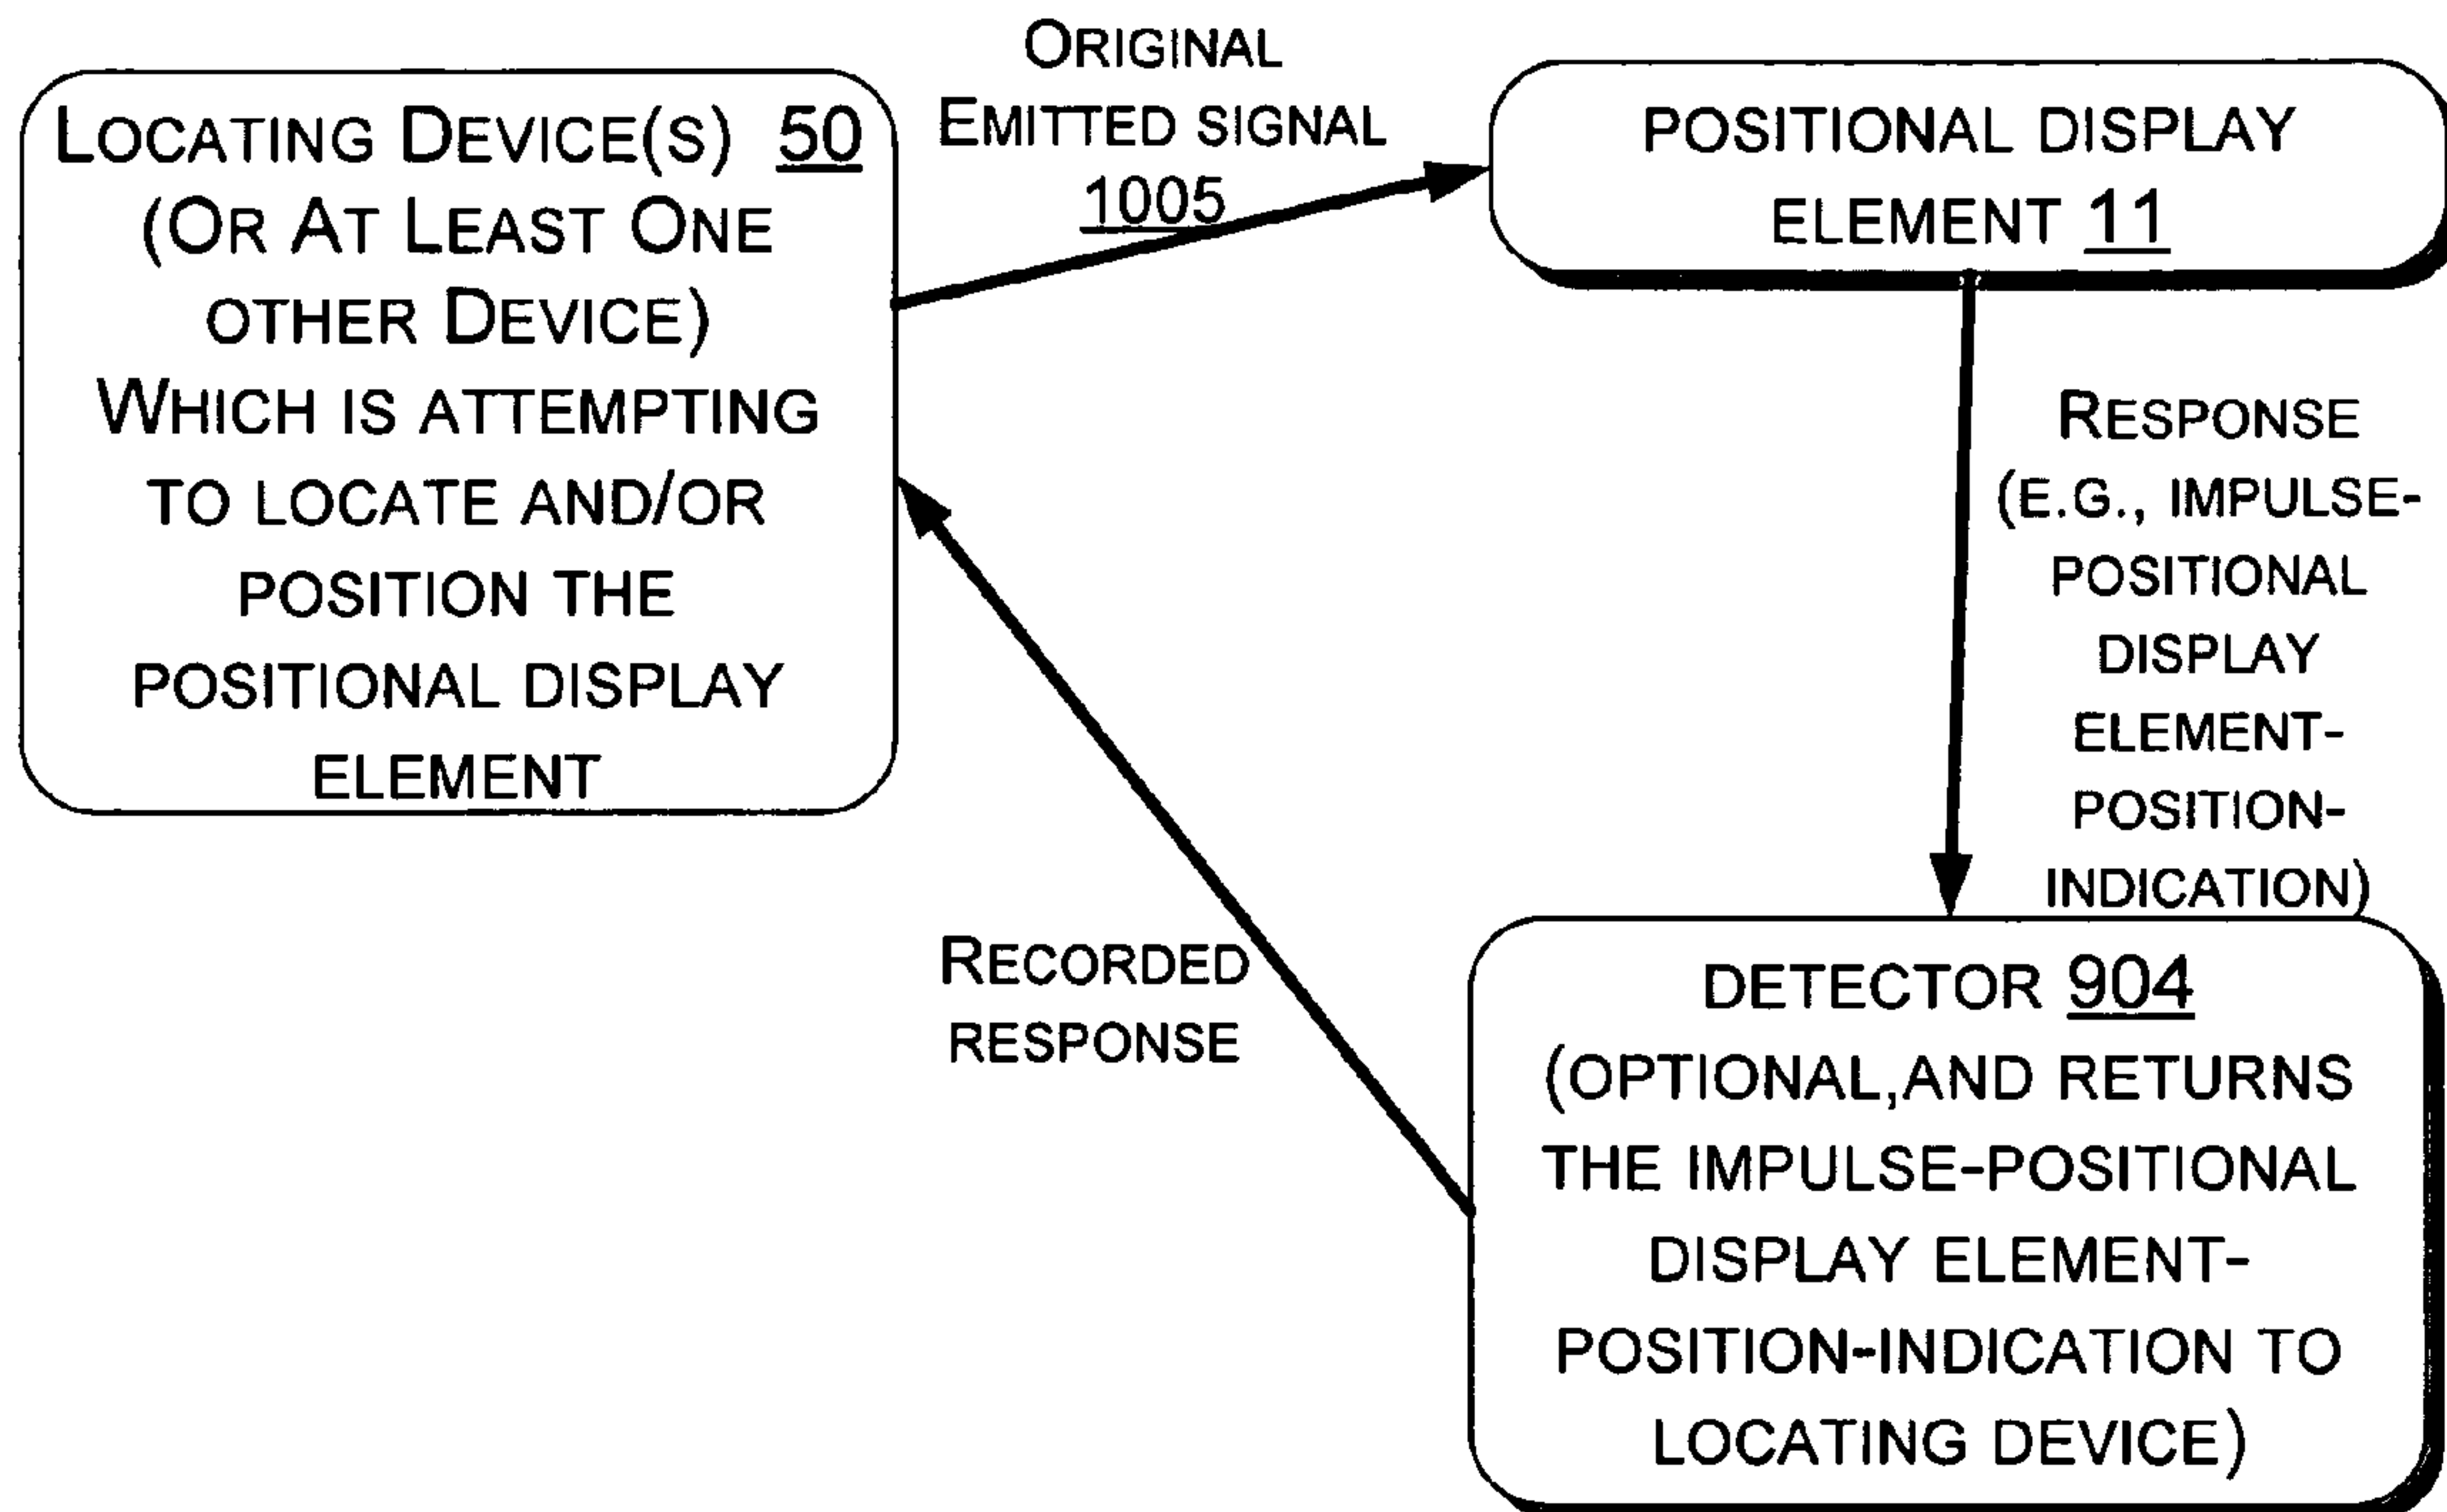 LOCATING DEVICE(S) 50
(OR AT LEAST ONE
OTHER DEVICE)
WHICH IS ATTEMPTING
TO LOCATE AND/OR
POSITION THE
POSITIONAL DISPLAY
ELEMENT
ORIGINAL
EMITTED SIGNAL
1005
POSITIONAL DISPLAY
ELEMENT 11
RESPONSE
(E.G., IMPULSE-
POSITIONAL
DISPLAY
ELEMENT-
POSITION-
INDICATION)
RECORDED
RESPONSE
DETECTOR 904
(OPTIONAL,AND RETURNS
THE IMPULSE-POSITIONAL
DISPLAY ELEMENT-
POSITION-INDICATION TO
LOCATING DEVICE)